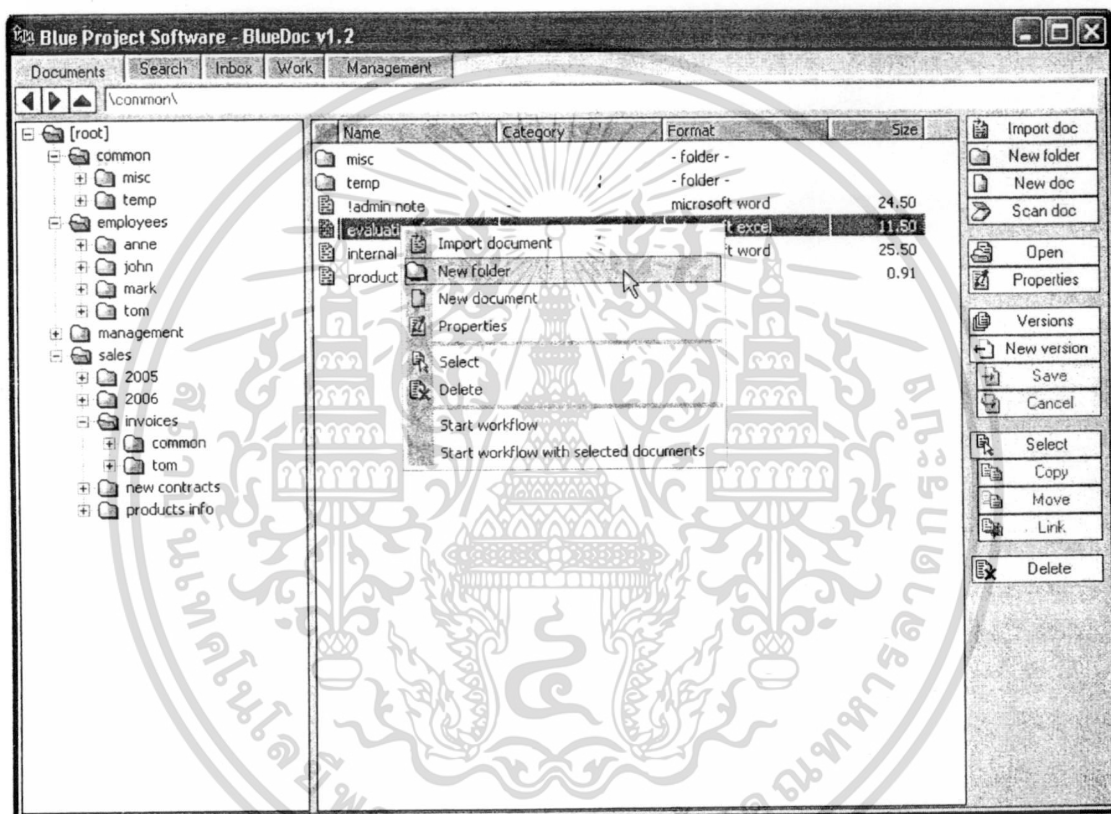 Blue Project Software - BlueDoc v1.2
Documents Search Inbox Work Management
\common\
[root]
common
misc
temp
employees
anne
john
mark
tom
management
sales
2005
2006
invoices
common
tom
new contracts
products info
Name Category Format Size
misc - folder -
temp - folder -
!admin note - microsoft word 24.50
evaluati t excel 11.50
internal t word 25.50
product 0.91
Import document
New folder
New document
Properties
Select
Delete
Start workflow
Start workflow with selected documents
Import doc
New folder
New doc
Scan doc
Open
Properties
Versions
New version
Save
Cancel
Select
Copy
Move
Link
Delete